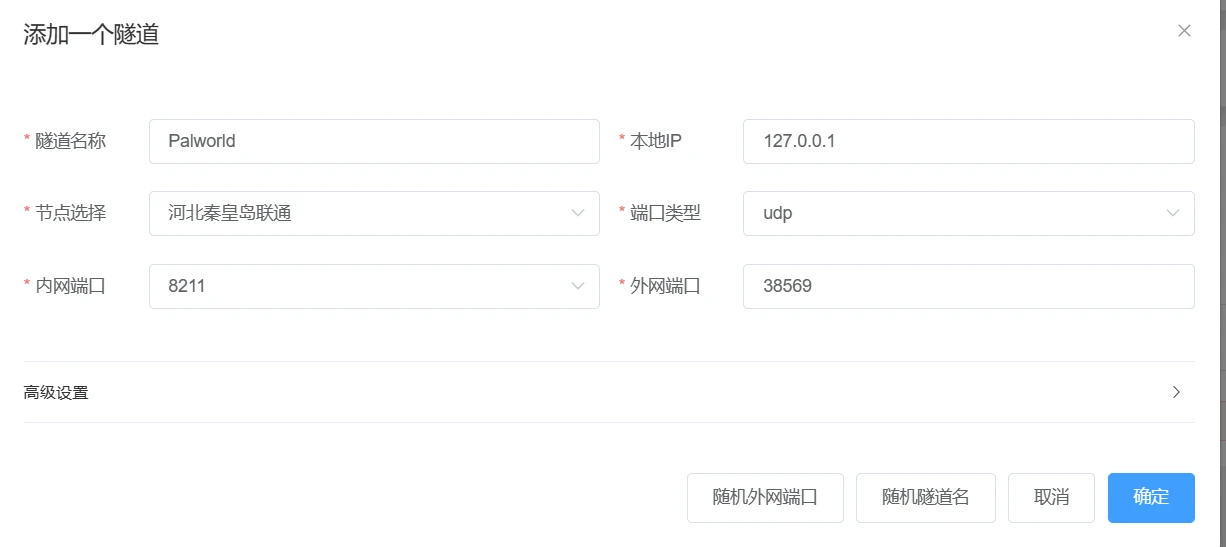 添加一个隧道
* 隧道名称 Palworld * 本地IP 127.0.0.1
* 节点选择 河北秦皇岛联通 * 端口类型 udp
* 内网端口 8211 * 外网端口 38569
高级设置
随机外网端口 随机隧道名 取消 确定